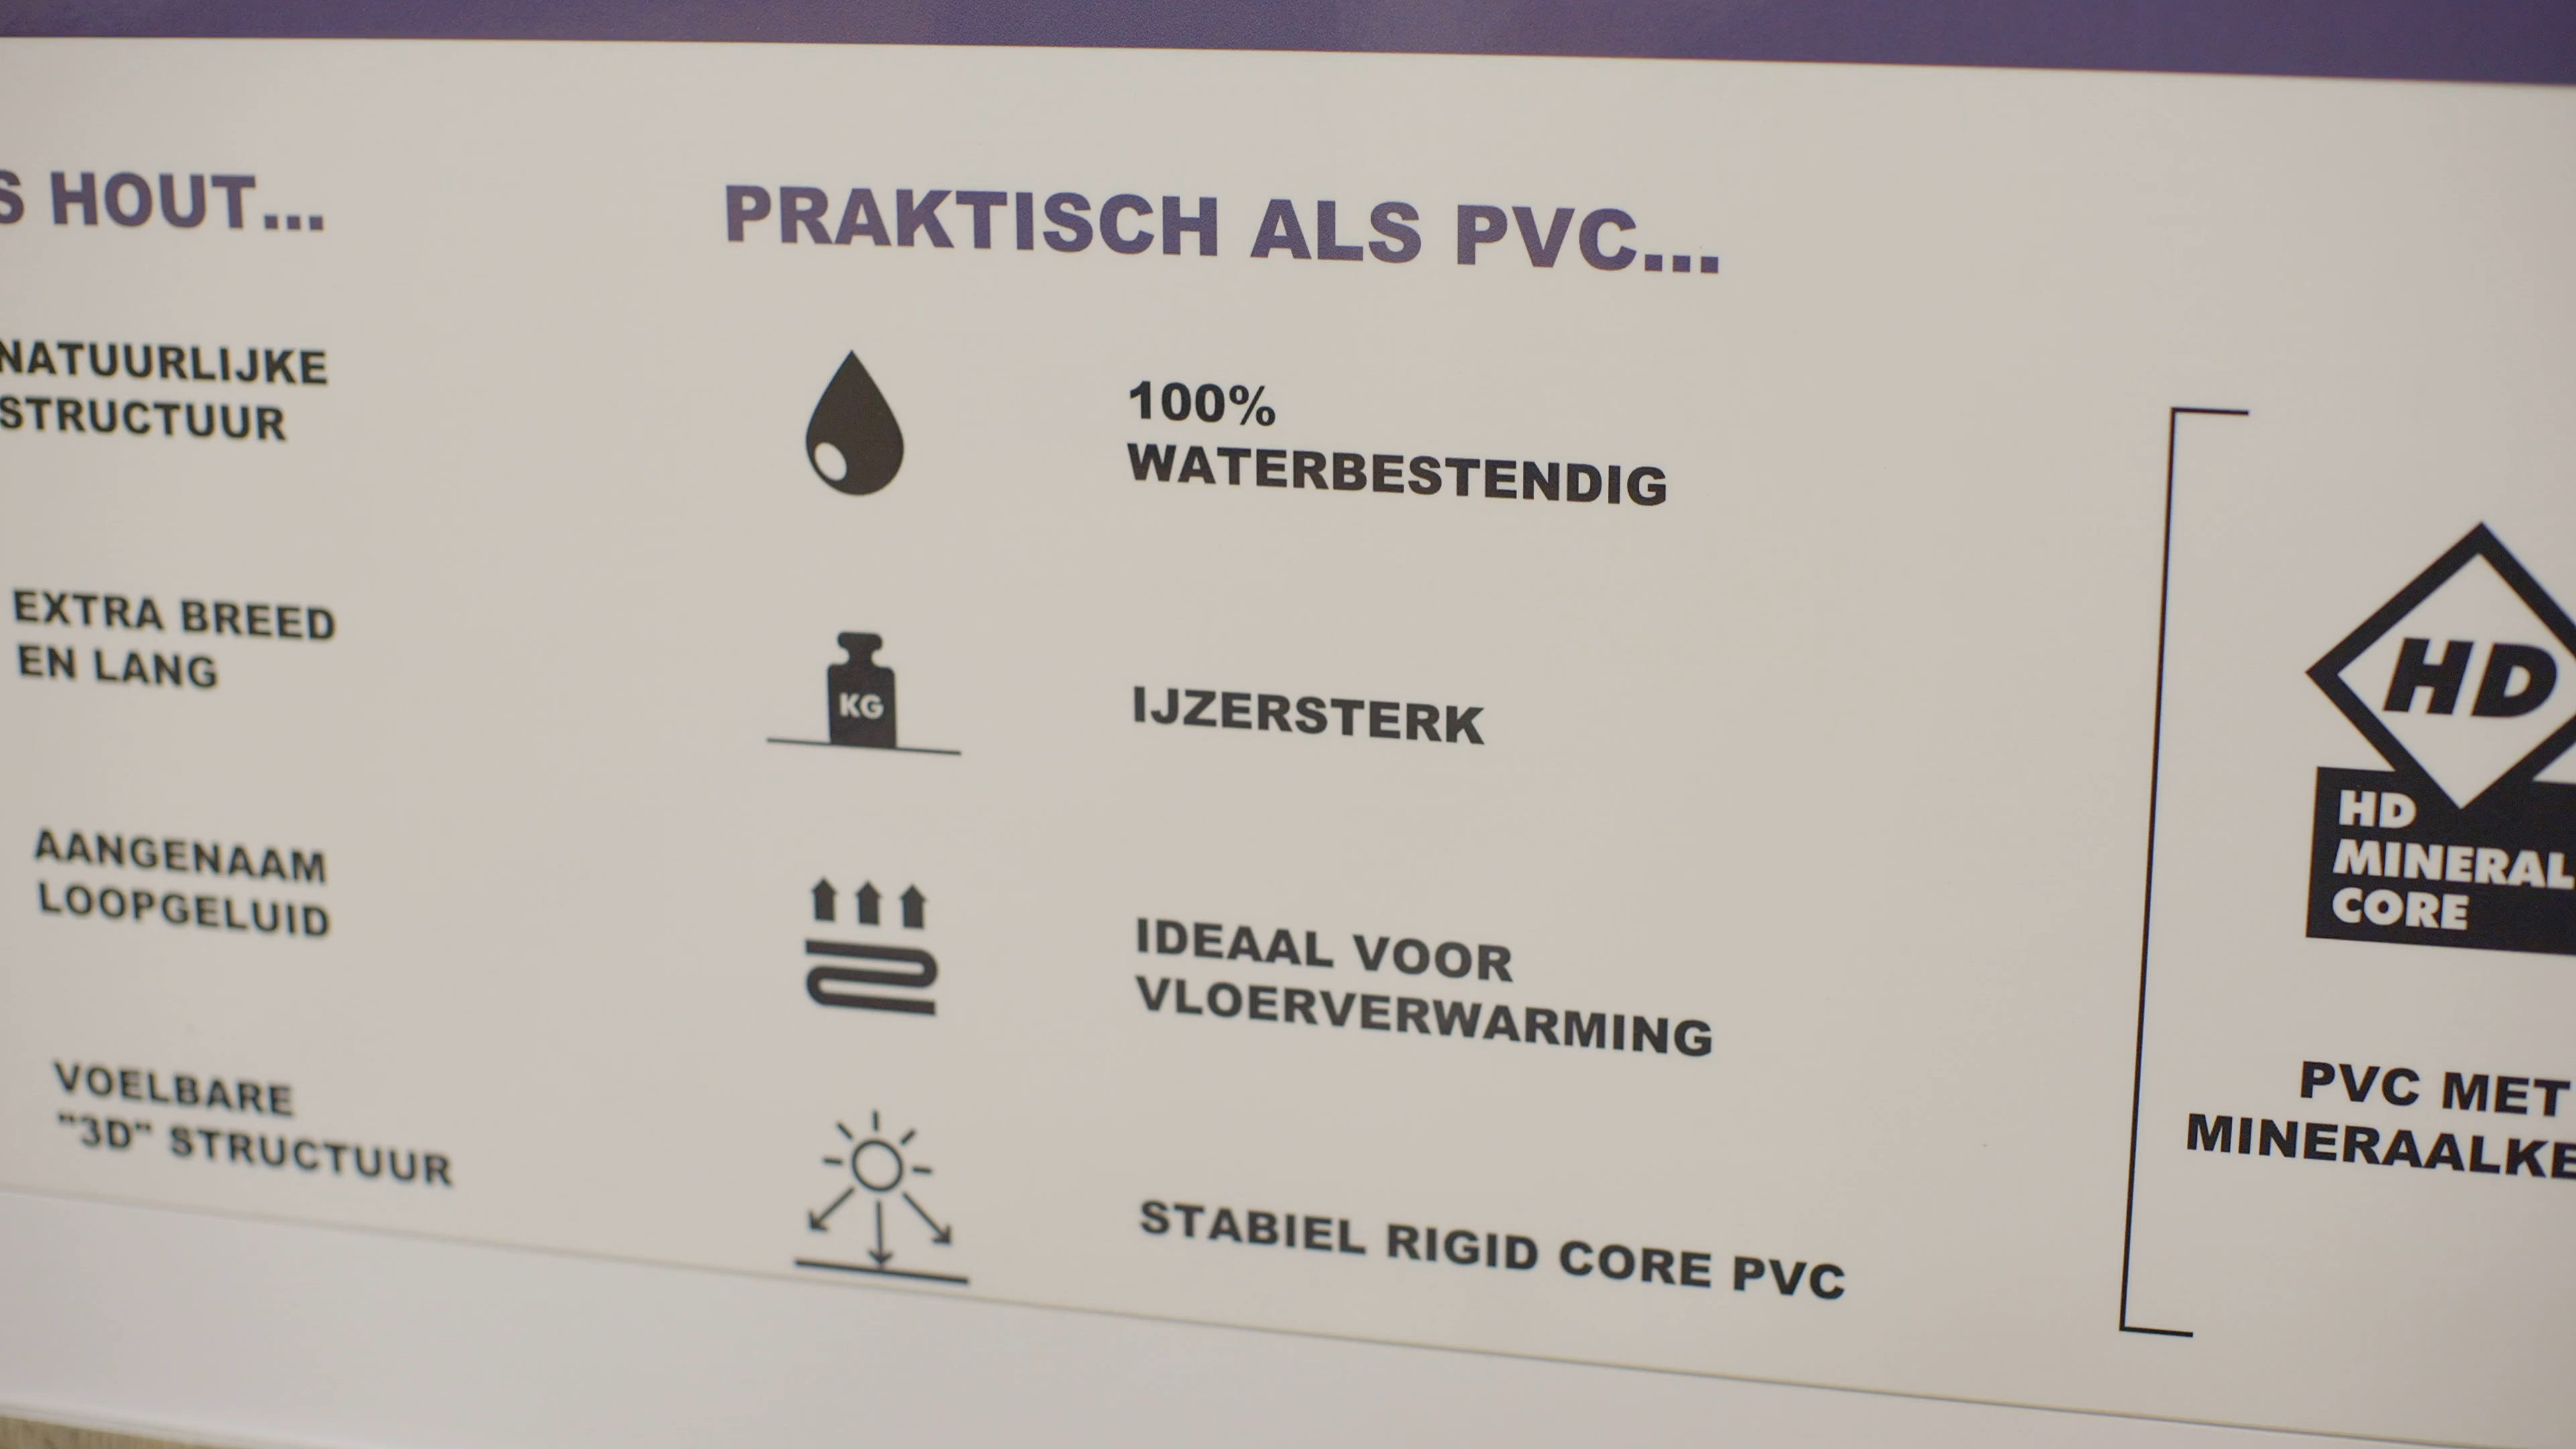 HOUT...
NATUURLIJKE
STRUCTUUR
EXTRA BREED
EN LANG
AANGENAAM
LOOPGELUID
VOELBARE
"3D" STRUCTUUR
PRAKTISCH ALS PVC...
100%
WATERBESTENDIG
KG
IJZERSTERK
IDEAAL VOOR
VLOERVERWARMING
STABIEL RIGID CORE PVC
HD
HD
MINERAL
CORE
PVC MET